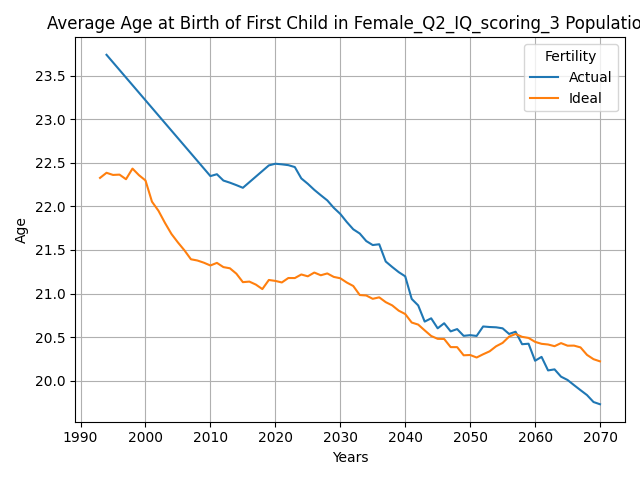 Average Age at Birth of First Child in Female_Q2_IQ_scoring_3 Populatio
Fertility
Actual
Ideal
23.5
23.0
22.5
22.0
21.5
21.0
20.5
20.0
Age
1990 2000 2010 2020 2030 2040 2050 2060 2070
Years